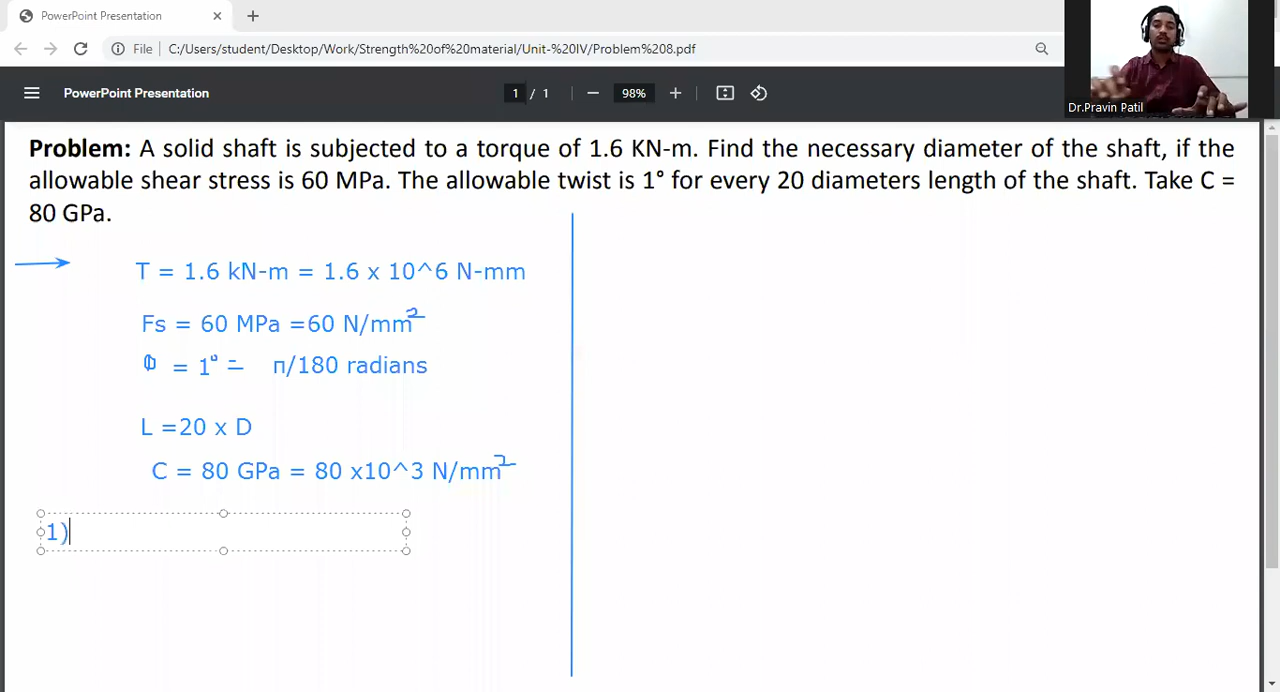 PowerPoint Presentation
File
C:/Users/student/Desktop/Work/Strength%20of%20material/Unit-%20IV/Problem%208.pdf
PowerPoint Presentation
1 / 1
98%
Dr.Pravin Patil
Problem: A solid shaft is subjected to a torque of 1.6 KN-m. Find the necessary diameter of the shaft, if the
allowable shear stress is 60 MPa. The allowable twist is 1° for every 20 diameters length of the shaft. Take C =
80 GPa.
T = 1.6 kN-m = 1.6 x 10^6 N-mm
Fs = 60 MPa =60 N/mm²
Φ = 1° = π/180 radians
L =20 x D
C = 80 GPa = 80 x10^3 N/mm²
1)